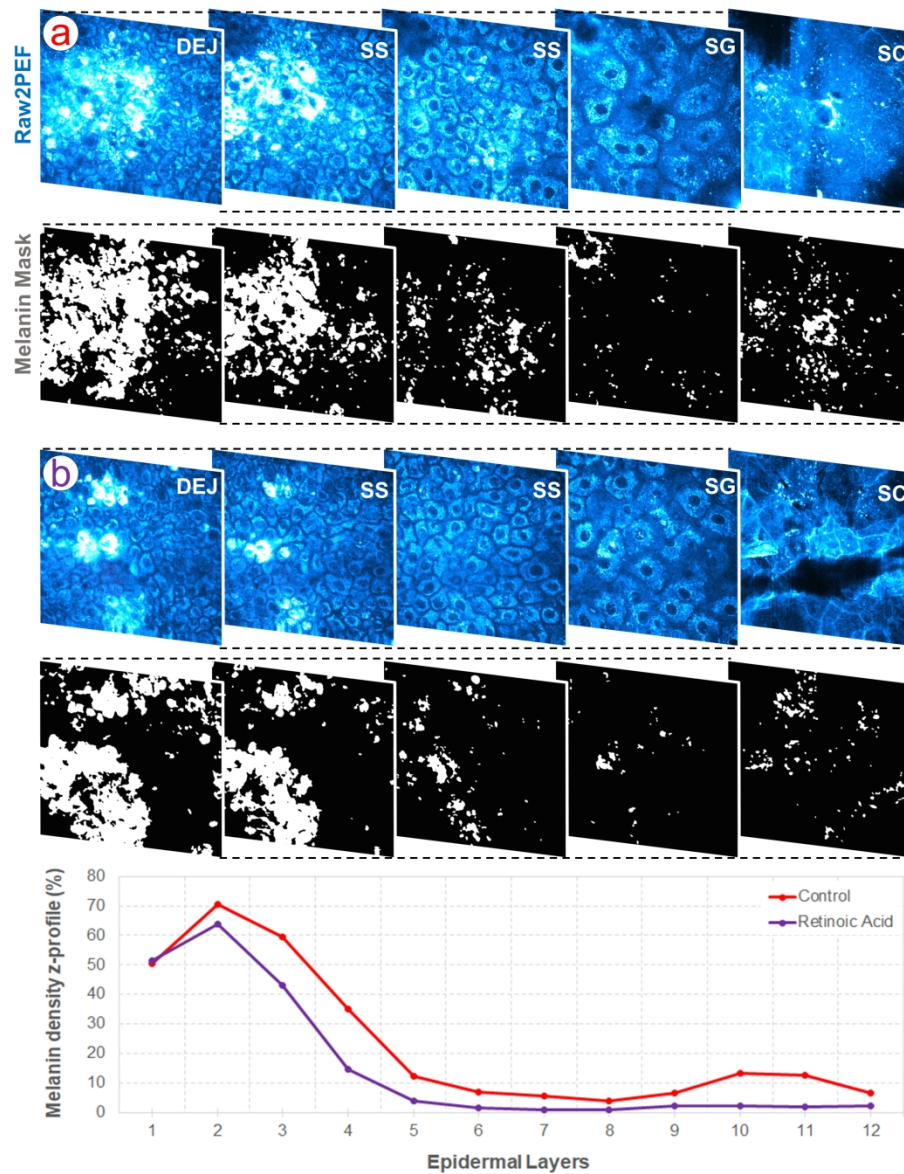 a
Raw2PEF
DEJ
SS
SS
SG
SC
Melanin Mask
b
DEJ
SS
SS
SG
SC
Melanin density z-profile (%)
80
70
60
50
40
30
20
10
0
Control
Retinoic Acid
1 2 3 4 5 6 7 8 9 10 11 12
Epidermal Layers